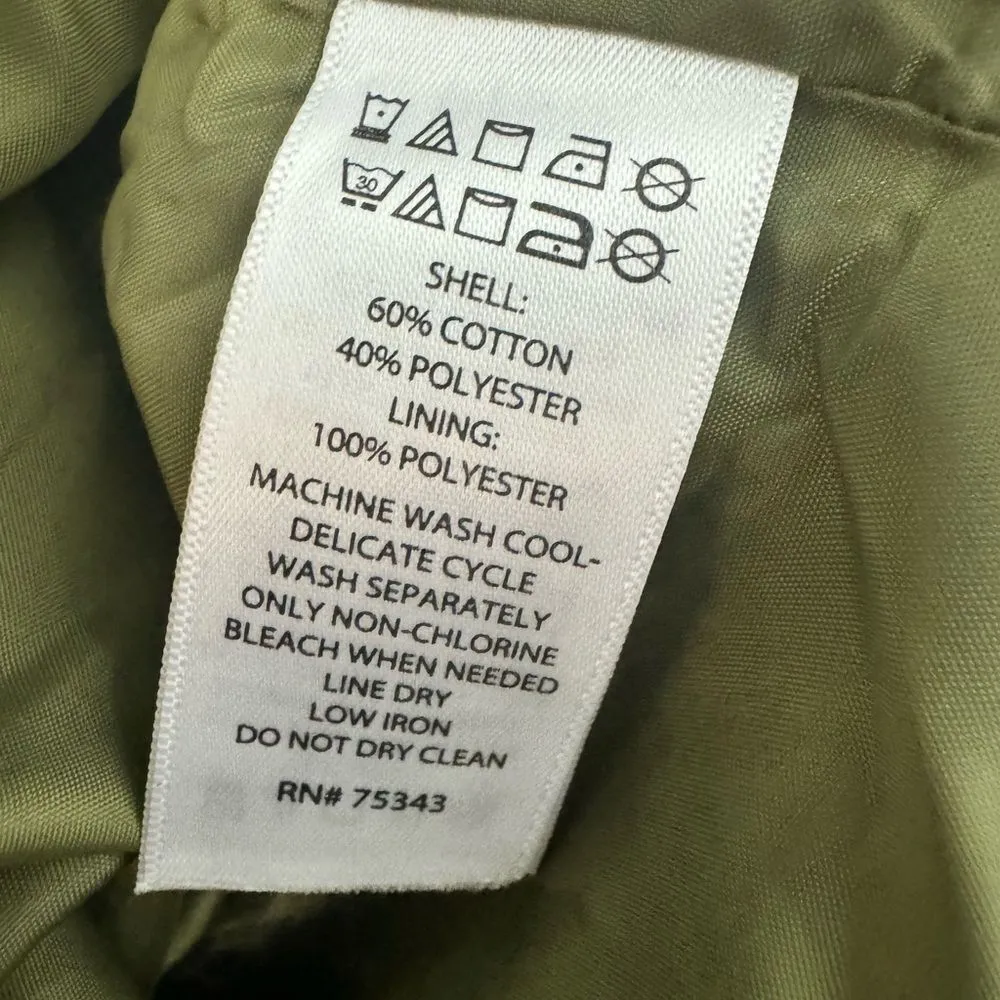 30
SHELL:
60% COTTON
40% POLYESTER
LINING:
100% POLYESTER
MACHINE WASH COOL-
DELICATE CYCLE
WASH SEPARATELY
ONLY NON-CHLORINE
BLEACH WHEN NEEDED
LINE DRY
LOW IRON
DO NOT DRY CLEAN
RN# 75343